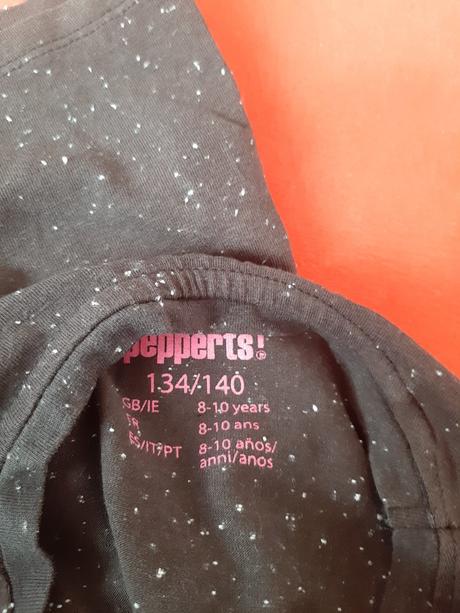 pepperts!
134/140
GB/IE 8-10 years
FR 8-10 ans
ES/IT/PT 8-10 años/
anni/anos